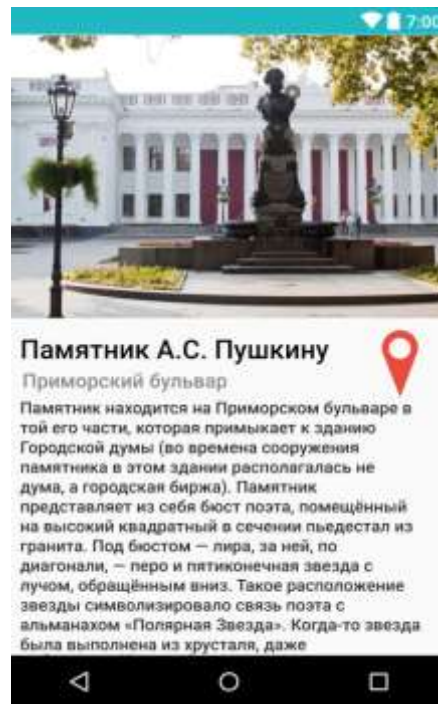 7:00
Памятник А.С. Пушкину
Приморский бульвар
Памятник находится на Приморском бульваре в
той его части, которая примыкает к зданию
Городской думы (во времена сооружения
памятника в этом здании располагалась не
дума, а городская биржа). Памятник
представляет из себя бюст поэта, помещённый
на высокий квадратный в сечении пьедестал из
гранита. Под бюстом — лира, за ней, по
диагонали, — перо и пятиконечная звезда с
лучом, обращённым вниз. Такое расположение
звезды символизировало связь поэта с
альманахом «Полярная Звезда». Когда-то звезда
была выполнена из хрусталя, даже